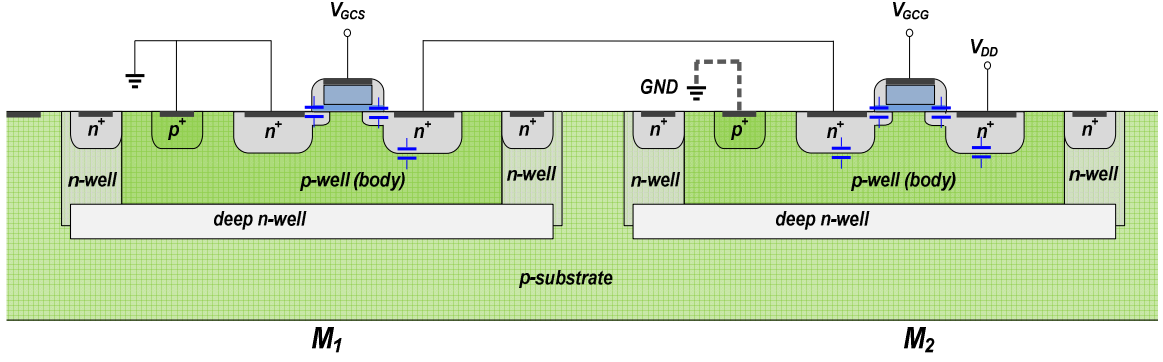 V_GCS
V_GCG
V_DD
GND
n+ p+ n+ n+ n+ n+ p+ n+ n+ n+
n-well p-well (body) n-well n-well p-well (body) n-well
deep n-well deep n-well
p-substrate
M1 M2